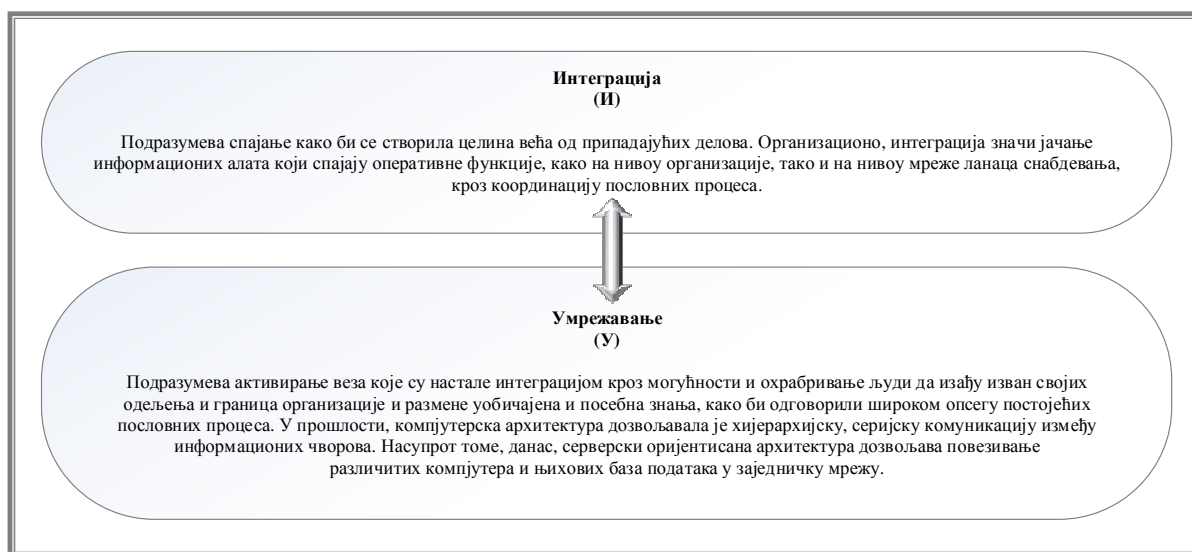 Интеграција
(И)
Подразумева спајање како би се створила целина већа од припадајућих делова. Организационо, интеграција значи јачање
информационих алата који спајају оперативне функције, како на нивоу организације, тако и на нивоу мреже ланаца снабдевања,
кроз координацију пословних процеса.
Умрежавање
(У)
Подразумева активирање веза које су настале интеграцијом кроз могућности и охрабривање људи да изађу изван својих
одељења и граница организације и размене уобичајена и посебна знања, како би одговорили широком опсегу постојећих
пословних процеса. У прошлости, компјутерска архитектура дозвољавала је хијерархијску, серијску комуникацију између
информационих чворова. Насупрот томе, данас, серверски оријентисана архитектура дозвољава повезивање
различитих компјутера и њихових база података у заједничку мрежу.